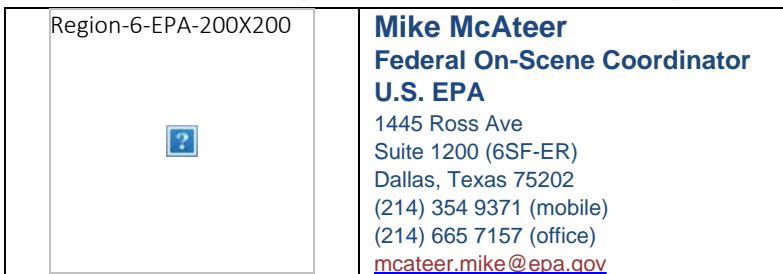 Region-6-EPA-200X200
Mike McAteer
Federal On-Scene Coordinator
U.S. EPA
1445 Ross Ave
Suite 1200 (6SF-ER)
Dallas, Texas 75202
(214) 354 9371 (mobile)
(214) 665 7157 (office)
mcateer.mike@epa.gov